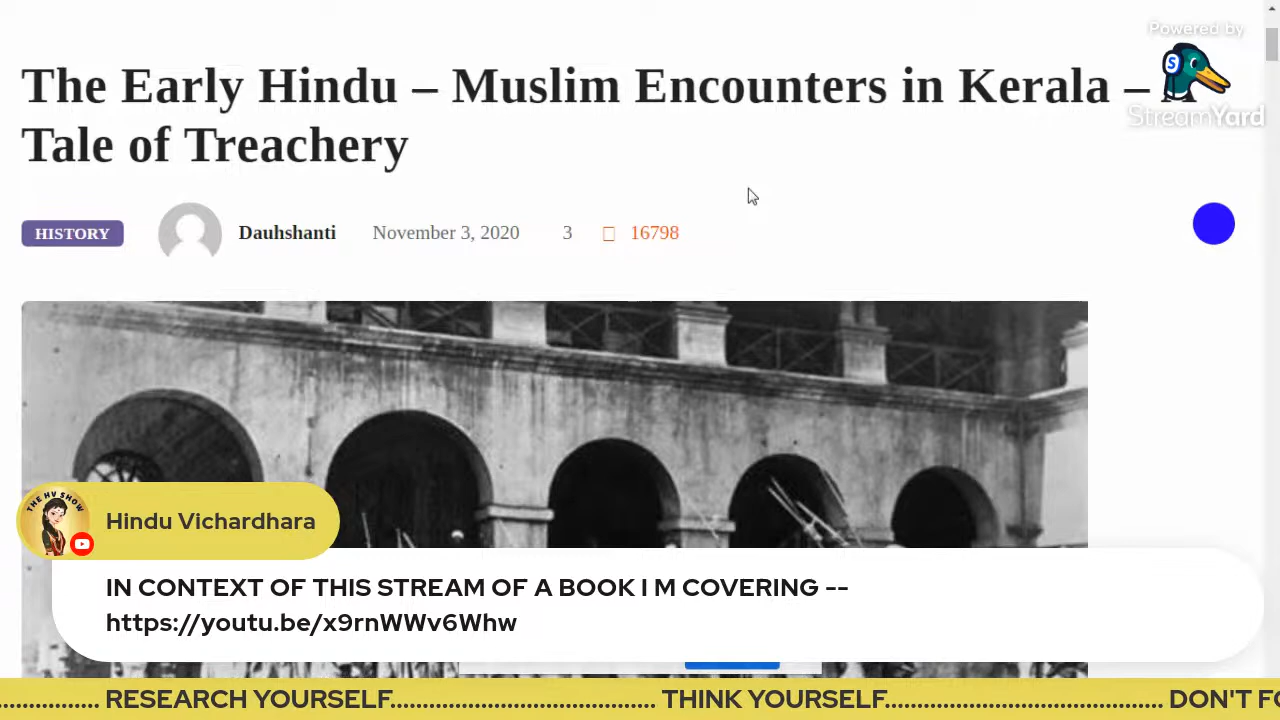 Powered by
StreamYard
The Early Hindu – Muslim Encounters in Kerala –
Tale of Treachery
HISTORY
Dauhshanti
November 3, 2020
3
16798
THE HV SHOW
Hindu Vichardhara
IN CONTEXT OF THIS STREAM OF A BOOK I M COVERING --
https://youtu.be/x9rnWWv6Whw
................ RESEARCH YOURSELF...................................... THINK YOURSELF......................................... DON'T FO